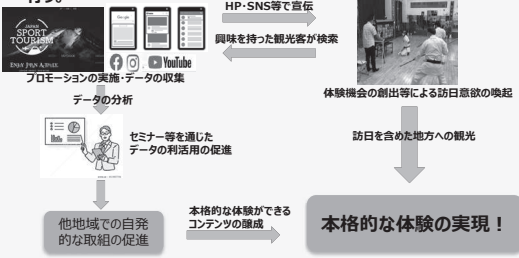 行う。
HP・SNS等で宣伝
JAPAN
SPORT
TOURISM
Google
興味を持った観光客が検索
YouTube
プロモーションの実施・データの収集
体験機会の創出等による訪日意欲の喚起
データの分析
セミナー等を通じた
データの利活用の促進
訪日を含めた地方への観光
他地域での自発
的な取組の促進
本格的な体験ができる
コンテンツの醸成
本格的な体験の実現！